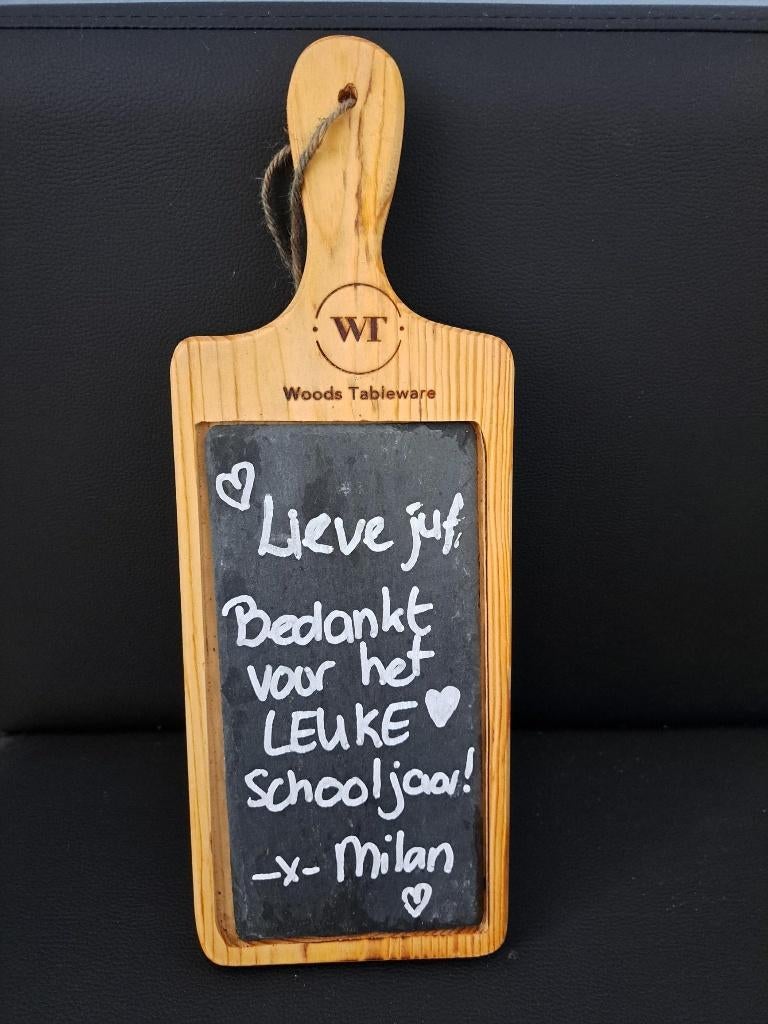 WT
Woods Tableware
Lieve juf,
Bedankt
voor het
LEUKE
schooljaar!
-x- Milan